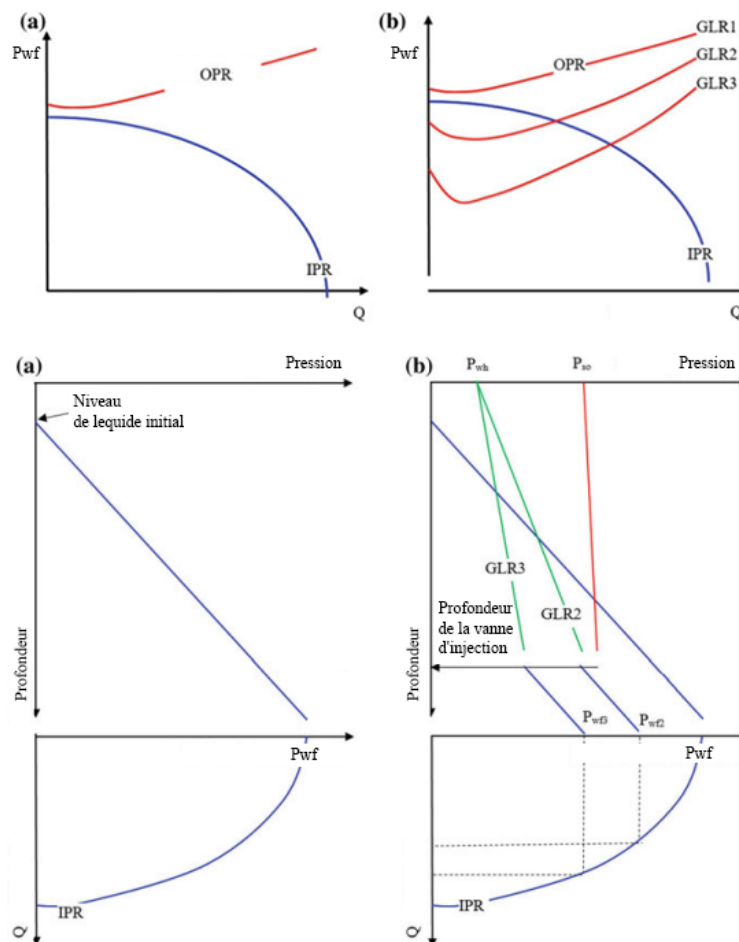 (a)
Pwf
OPR
IPR
Q
(b)
Pwf
GLR1
OPR
GLR2
GLR3
IPR
Q
(a)
Pression
Niveau
de lequide initial
Profondeur
Pwf
IPR
Q
(b)
Pwh
Pso
Pression
GLR3
GLR2
Profondeur
de la vanne
d'injection
Profondeur
Pwf3
Pwf2
Pwf
IPR
Q